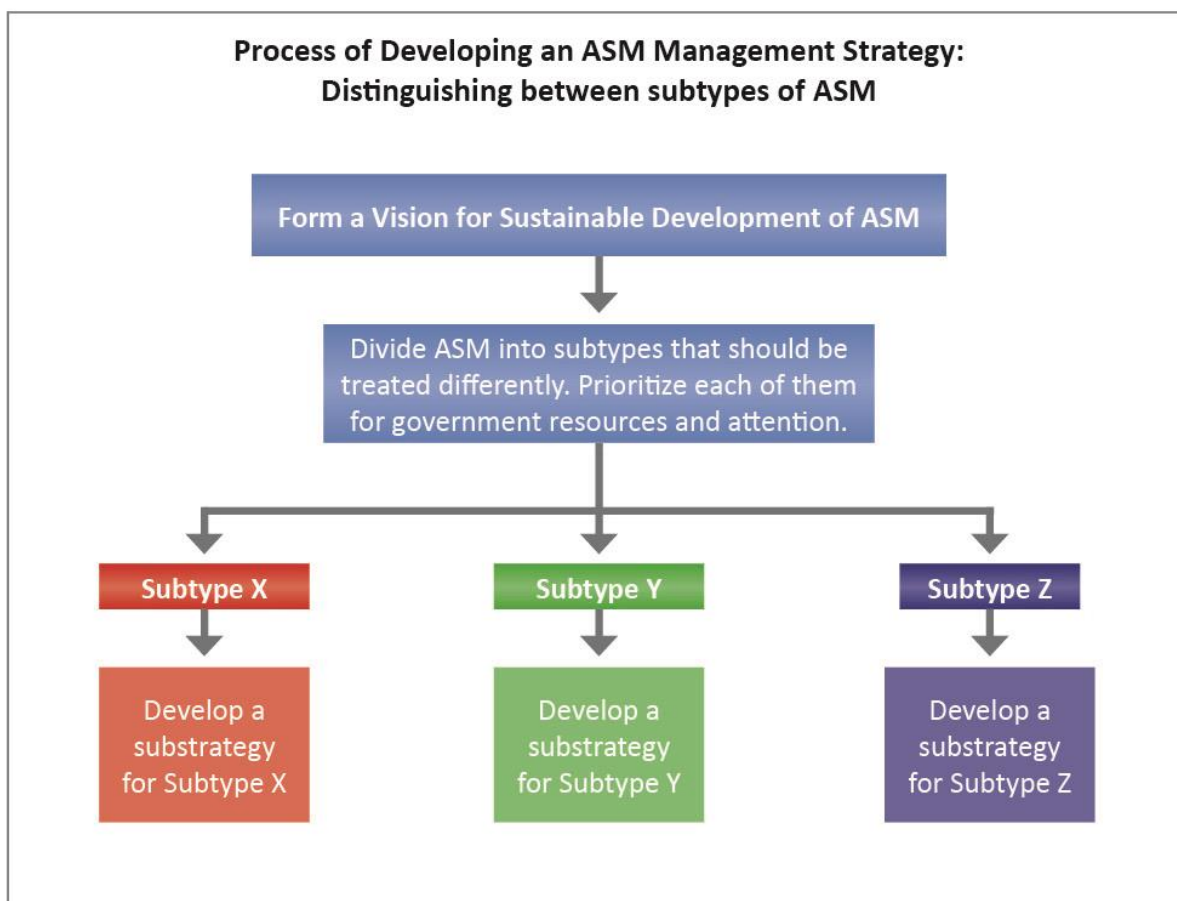 Process of Developing an ASM Management Strategy:
Distinguishing between subtypes of ASM
Form a Vision for Sustainable Development of ASM
Divide ASM into subtypes that should be
treated differently. Prioritize each of them
for government resources and attention.
Subtype X
Subtype Y
Subtype Z
Develop a
substrategy
for Subtype X
Develop a
substrategy
for Subtype Y
Develop a
substrategy
for Subtype Z